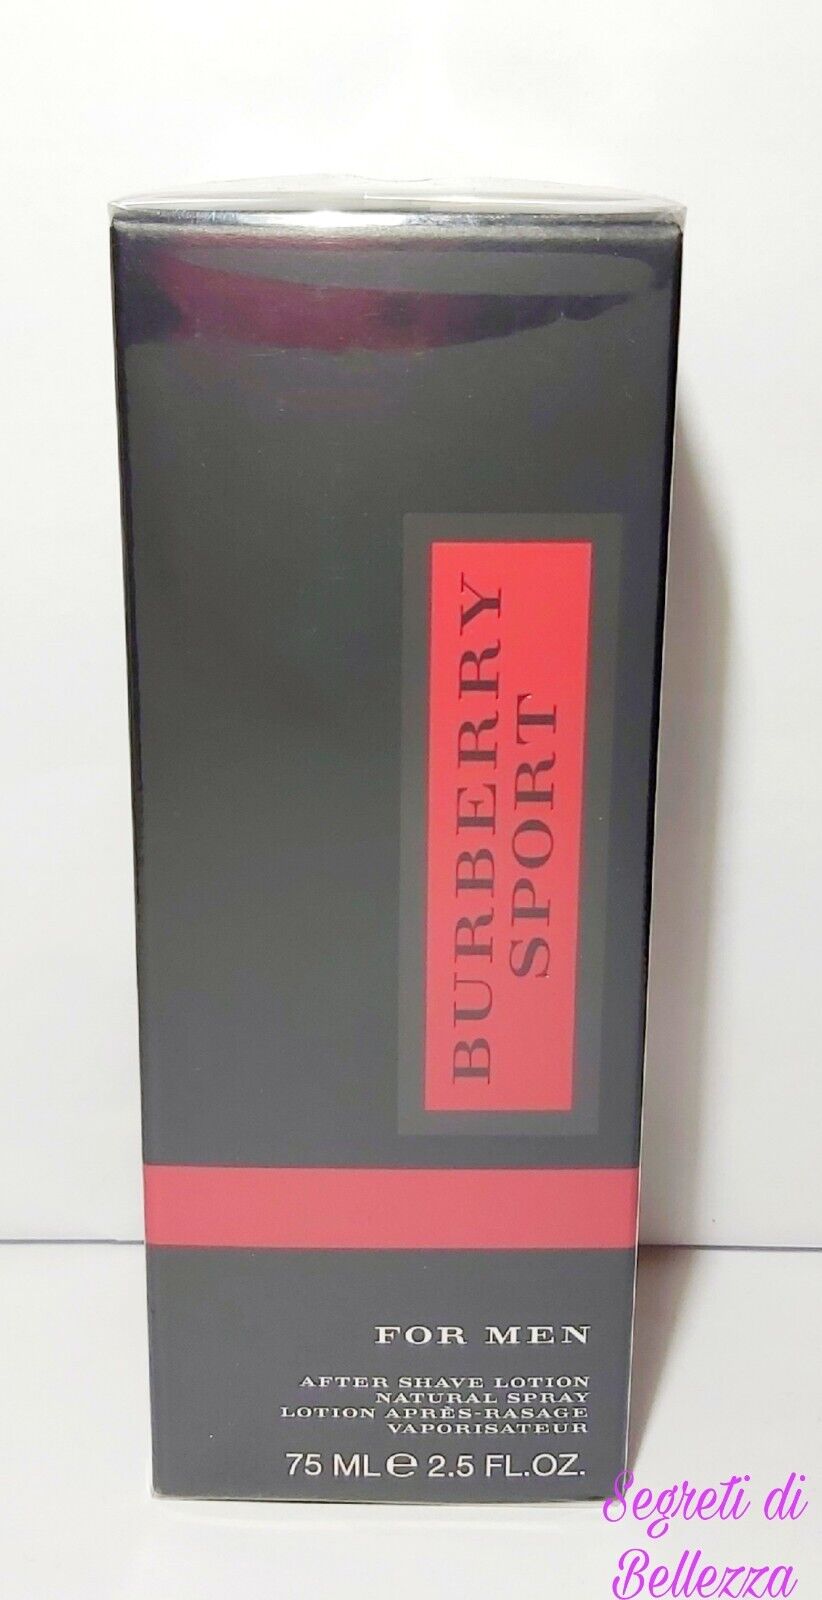 BURBERRY
SPORT
FOR MEN
AFTER SHAVE LOTION
NATURAL SPRAY
LOTION APRÈS-RASAGE
VAPORISATEUR
75 ML e 2.5 FL.OZ.
Segreti di
Bellezza